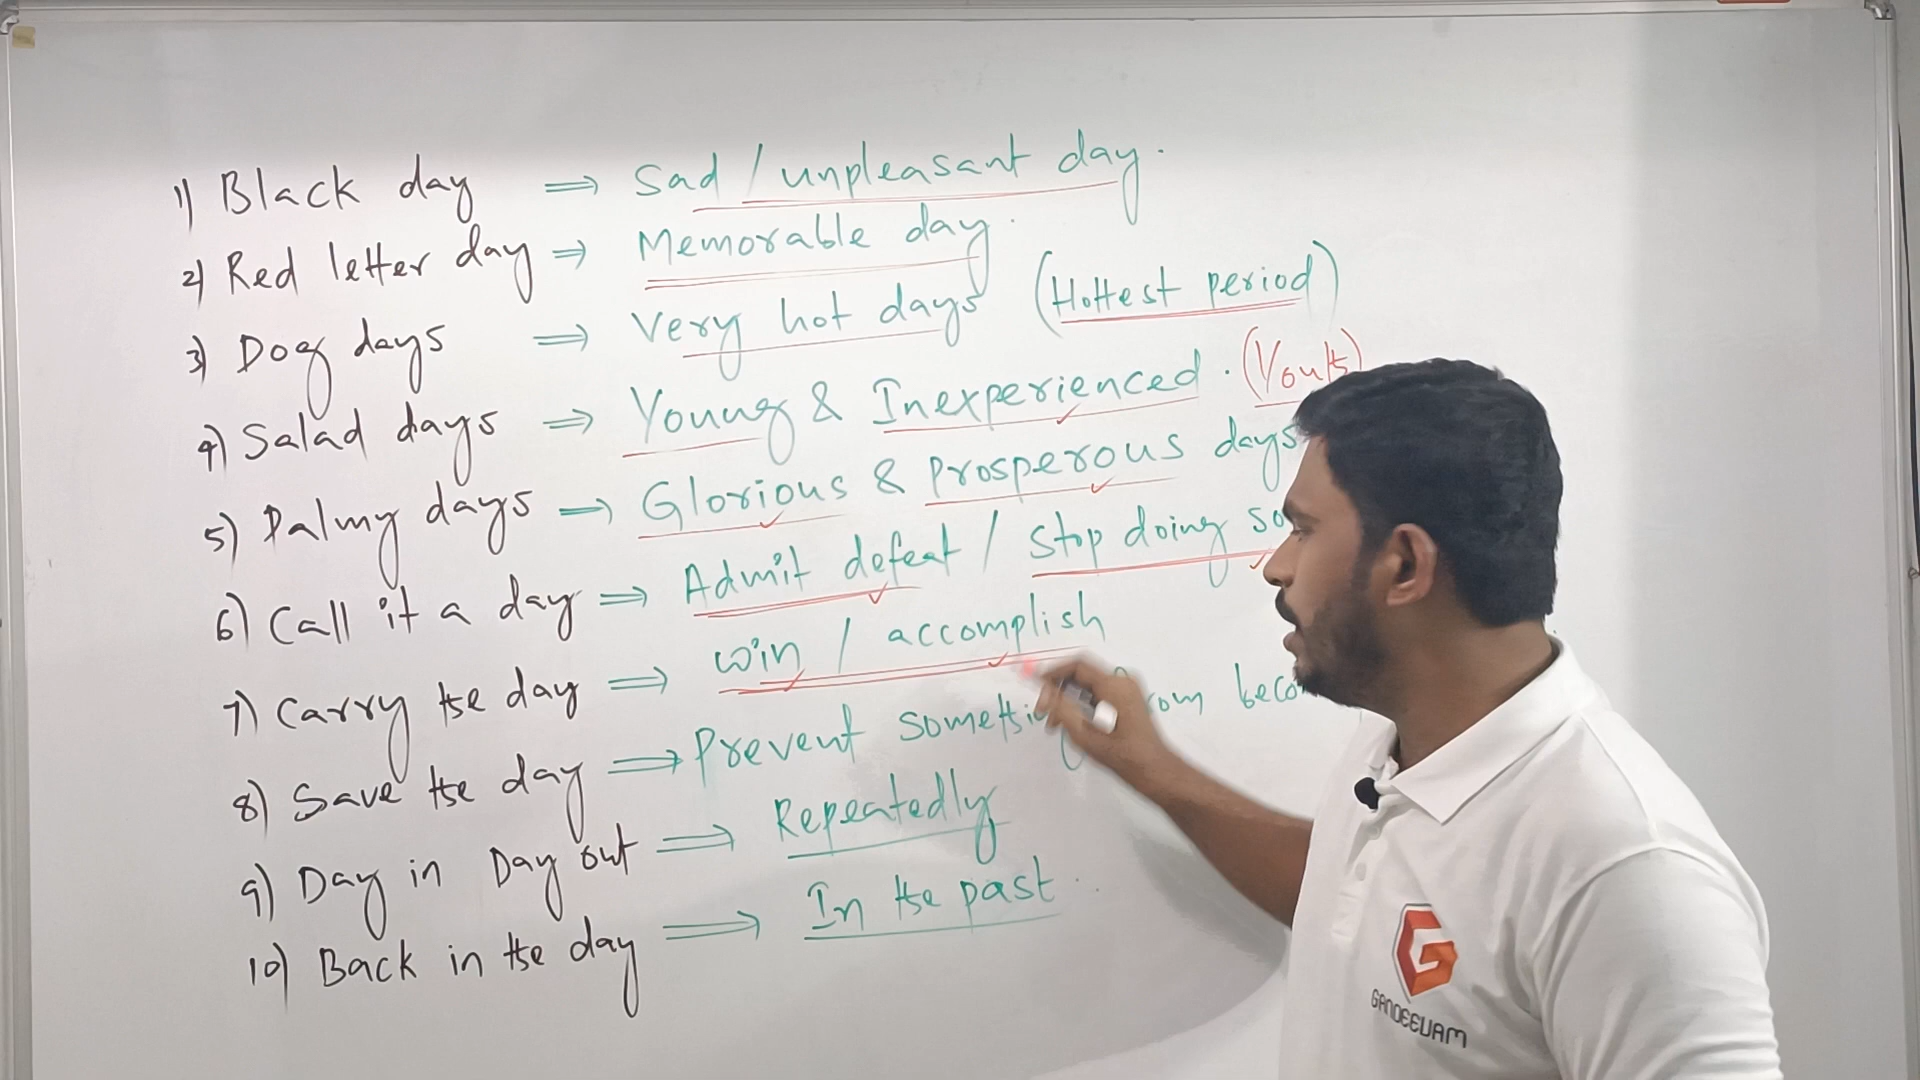 1) Black day ⇒ Sad / unpleasant day.
2) Red letter day ⇒ Memorable day.
3) Dog days ⇒ Very hot days (Hottest period)
4) Salad days ⇒ Young & Inexperienced. (Youth)
5) Palmy days ⇒ Glorious & Prosperous days
6) Call it a day ⇒ Admit defeat / Stop doing
7) Carry the day ⇒ win / accomplish
8) Save the day ⇒ Prevent
9) Day in Day out ⇒ Repeatedly
10) Back in the day ⇒ In the past
GANDEEVAM